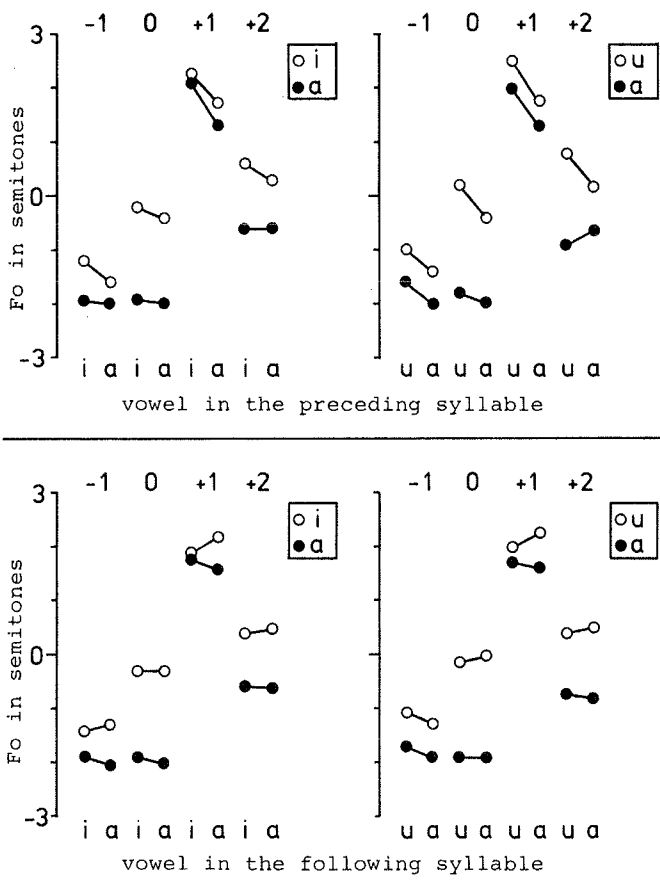 3
-1 0 +1 +2
i
a
0
-3
Fo in semitones
i a i a i a i a
-1 0 +1 +2
u
a
u a u a u a u a
vowel in the preceding syllable
3
-1 0 +1 +2
i
a
0
-3
Fo in semitones
i a i a i a i a
-1 0 +1 +2
u
a
u a u a u a u a
vowel in the following syllable